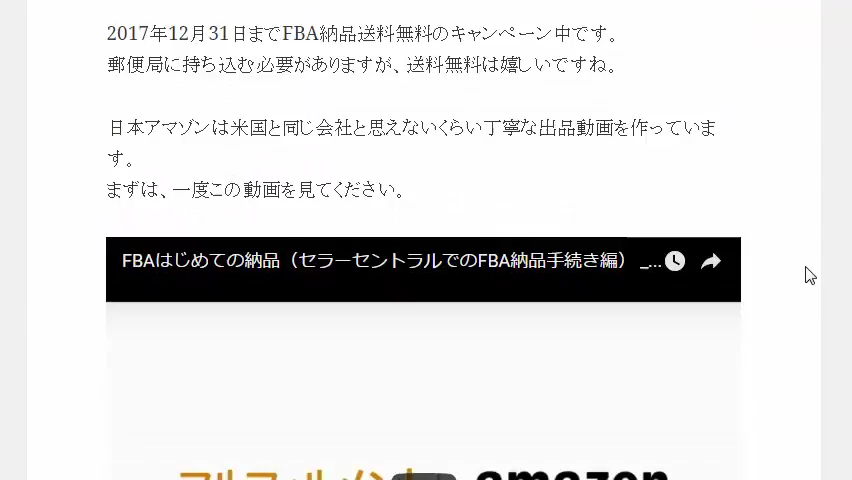 2017年12月31日までFBA納品送料無料のキャンペーン中です。
郵便局に持ち込む必要がありますが、送料無料は嬉しいですね。
日本アマゾンは米国と同じ会社と思えないくらい丁寧な出品動画を作っていま
す。
まずは、一度この動画を見てください。
FBAはじめての納品（セラーセントラルでのFBA納品手続き編） _...
amazon